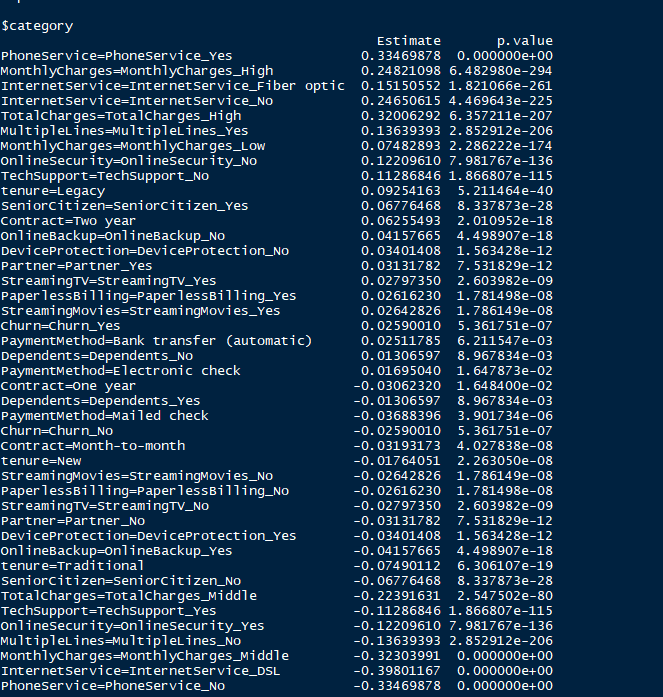 $category
Estimate p.value
PhoneService=PhoneService_Yes 0.33469878 0.000000e+00
MonthlyCharges=MonthlyCharges_High 0.24821098 6.482980e-294
InternetService=InternetService_Fiber optic 0.15150552 1.821066e-261
InternetService=InternetService_No 0.24650615 4.469643e-225
TotalCharges=TotalCharges_High 0.32006292 6.357211e-207
MultipleLines=MultipleLines_Yes 0.13639393 2.852912e-206
MonthlyCharges=MonthlyCharges_Low 0.07482893 2.286222e-174
OnlineSecurity=OnlineSecurity_No 0.12209610 7.981767e-136
TechSupport=TechSupport_No 0.11286846 1.866807e-115
tenure=Legacy 0.09254163 5.211464e-40
SeniorCitizen=SeniorCitizen_Yes 0.06776468 8.337873e-28
Contract=Two year 0.06255493 2.010952e-18
OnlineBackup=OnlineBackup_No 0.04157665 4.498907e-18
DeviceProtection=DeviceProtection_No 0.03401408 1.563428e-12
Partner=Partner_Yes 0.03131782 7.531829e-12
StreamingTV=StreamingTV_Yes 0.02797350 2.603982e-09
PaperlessBilling=PaperlessBilling_Yes 0.02616230 1.781498e-08
StreamingMovies=StreamingMovies_Yes 0.02642826 1.786149e-08
Churn=Churn_Yes 0.02590010 5.361751e-07
PaymentMethod=Bank transfer (automatic) 0.02511785 6.211547e-03
Dependents=Dependents_No 0.01306597 8.967834e-03
PaymentMethod=Electronic check 0.01695040 1.647873e-02
Contract=One year -0.03062320 1.648400e-02
Dependents=Dependents_Yes -0.01306597 8.967834e-03
PaymentMethod=Mailed check -0.03688396 3.901734e-06
Churn=Churn_No -0.02590010 5.361751e-07
Contract=Month-to-month -0.03193173 4.027838e-08
tenure=New -0.01764051 2.263050e-08
StreamingMovies=StreamingMovies_No -0.02642826 1.786149e-08
PaperlessBilling=PaperlessBilling_No -0.02616230 1.781498e-08
StreamingTV=StreamingTV_No -0.02797350 2.603982e-09
Partner=Partner_No -0.03131782 7.531829e-12
DeviceProtection=DeviceProtection_Yes -0.03401408 1.563428e-12
OnlineBackup=OnlineBackup_Yes -0.04157665 4.498907e-18
tenure=Traditional -0.07490112 6.306107e-19
SeniorCitizen=SeniorCitizen_No -0.06776468 8.337873e-28
TotalCharges=TotalCharges_Middle -0.22391631 2.547502e-80
TechSupport=TechSupport_Yes -0.11286846 1.866807e-115
OnlineSecurity=OnlineSecurity_Yes -0.12209610 7.981767e-136
MultipleLines=MultipleLines_No -0.13639393 2.852912e-206
MonthlyCharges=MonthlyCharges_Middle -0.32303991 0.000000e+00
InternetService=InternetService_DSL -0.39801167 0.000000e+00
PhoneService=PhoneService_No -0.33469878 0.000000e+00